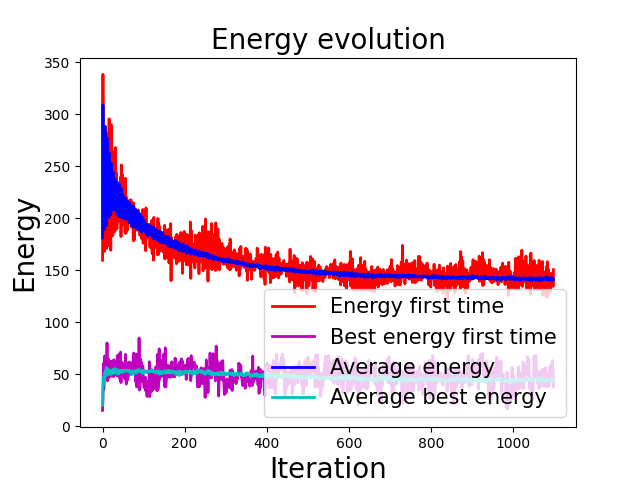 Energy evolution
Energy
350
300
250
200
150
100
50
0
Energy first time
Best energy first time
Average energy
Average best energy
0 200 400 600 800 1000
Iteration